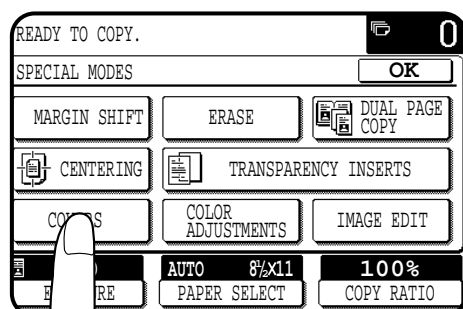 READY TO COPY.
0
SPECIAL MODES
OK
MARGIN SHIFT
ERASE
DUAL PAGE
COPY
CENTERING
TRANSPARENCY INSERTS
COLOR
ADJUSTMENTS
IMAGE EDIT
AUTO 8½X11
100%
PAPER SELECT
COPY RATIO